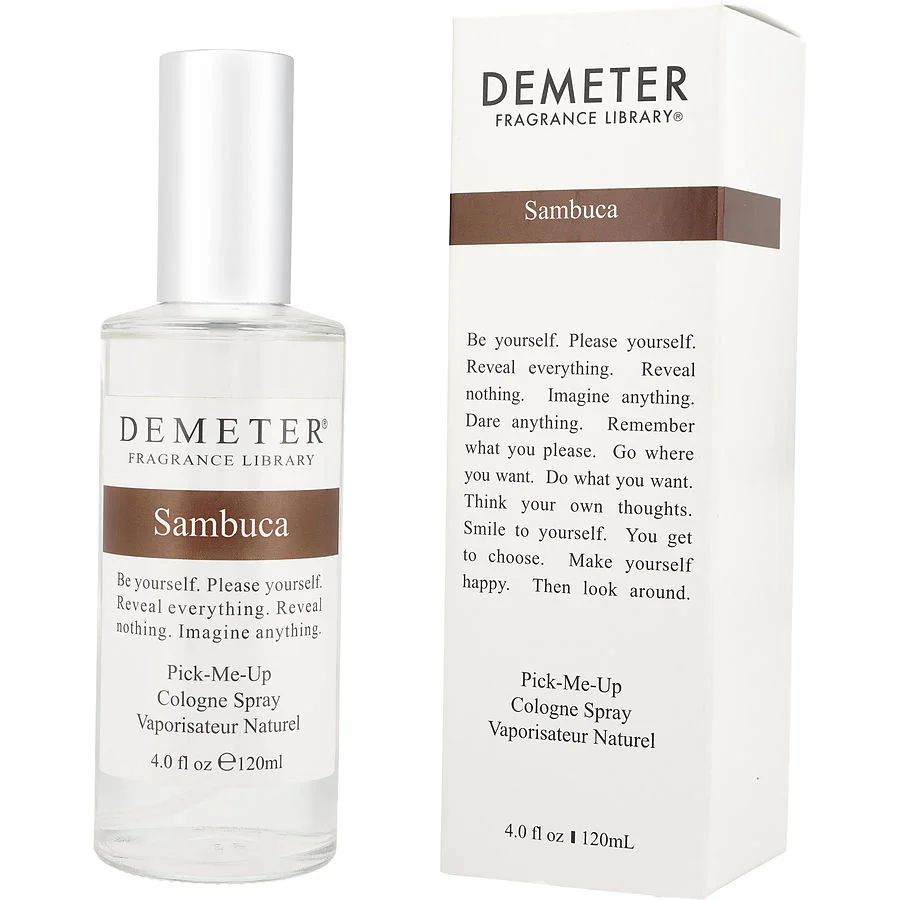 DEMETER®
FRAGRANCE LIBRARY
Sambuca
Be yourself. Please yourself.
Reveal everything. Reveal
nothing. Imagine anything.
Pick-Me-Up
Cologne Spray
Vaporisateur Naturel
4.0 fl oz ℮120ml
DEMETER
FRAGRANCE LIBRARY®
Sambuca
Be yourself. Please yourself.
Reveal everything. Reveal
nothing. Imagine anything.
Dare anything. Remember
what you please. Go where
you want. Do what you want.
Think your own thoughts.
Smile to yourself. You get
to choose. Make yourself
happy. Then look around.
Pick-Me-Up
Cologne Spray
Vaporisateur Naturel
4.0 fl oz ❚ 120mL